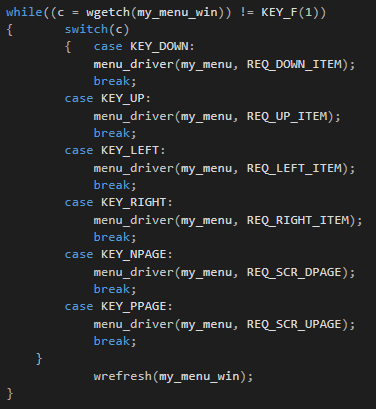 while((c = wgetch(my_menu_win)) != KEY_F(1))
{       switch(c)
        {   case KEY_DOWN:
            menu_driver(my_menu, REQ_DOWN_ITEM);
            break;
        case KEY_UP:
            menu_driver(my_menu, REQ_UP_ITEM);
            break;
        case KEY_LEFT:
            menu_driver(my_menu, REQ_LEFT_ITEM);
            break;
        case KEY_RIGHT:
            menu_driver(my_menu, REQ_RIGHT_ITEM);
            break;
        case KEY_NPAGE:
            menu_driver(my_menu, REQ_SCR_DPAGE);
            break;
        case KEY_PPAGE:
            menu_driver(my_menu, REQ_SCR_UPAGE);
            break;
    }
            wrefresh(my_menu_win);
}